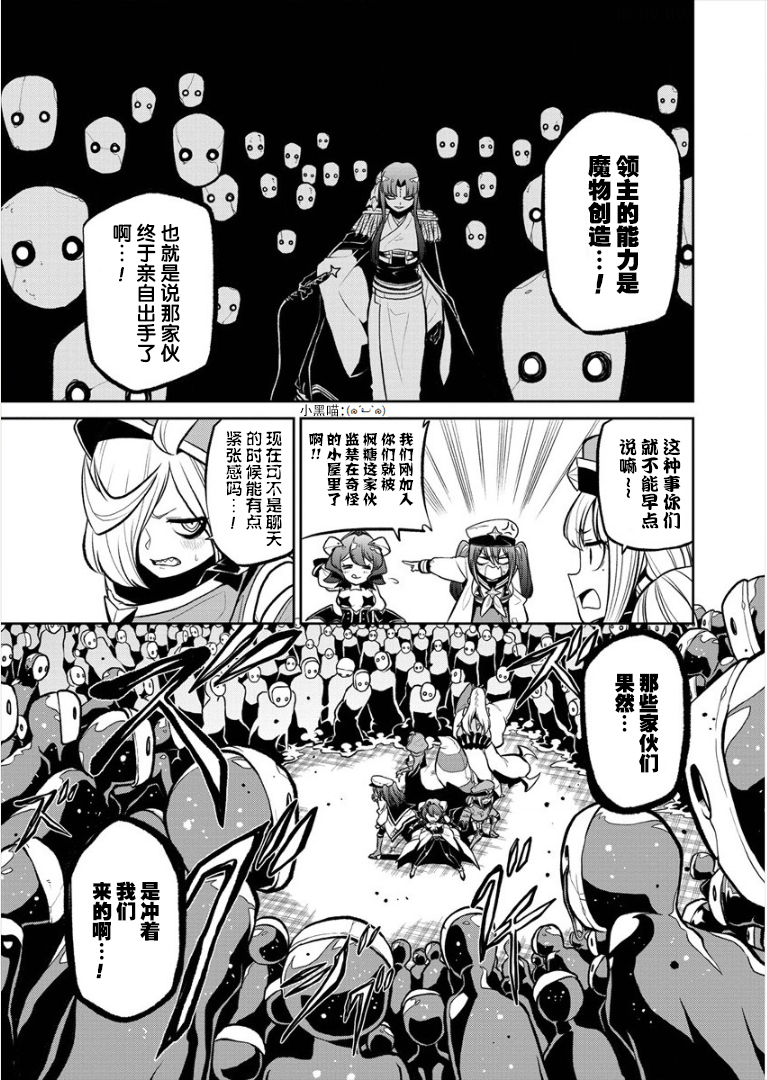 领主的能力是
魔物创造…！
也就是说那家伙
终于亲自出手了
啊…！
小黑喵:(๑˙ー˙๑)
这种事你们
就不能早点
说嘛~~
我们刚加入
你们就被
枫糖这家伙
监禁在奇怪
的小屋里了
啊!!
现在可不是聊天
的时候能有点
紧张感吗…！
那些家伙们
果然…
是冲着
我们
来的啊…！